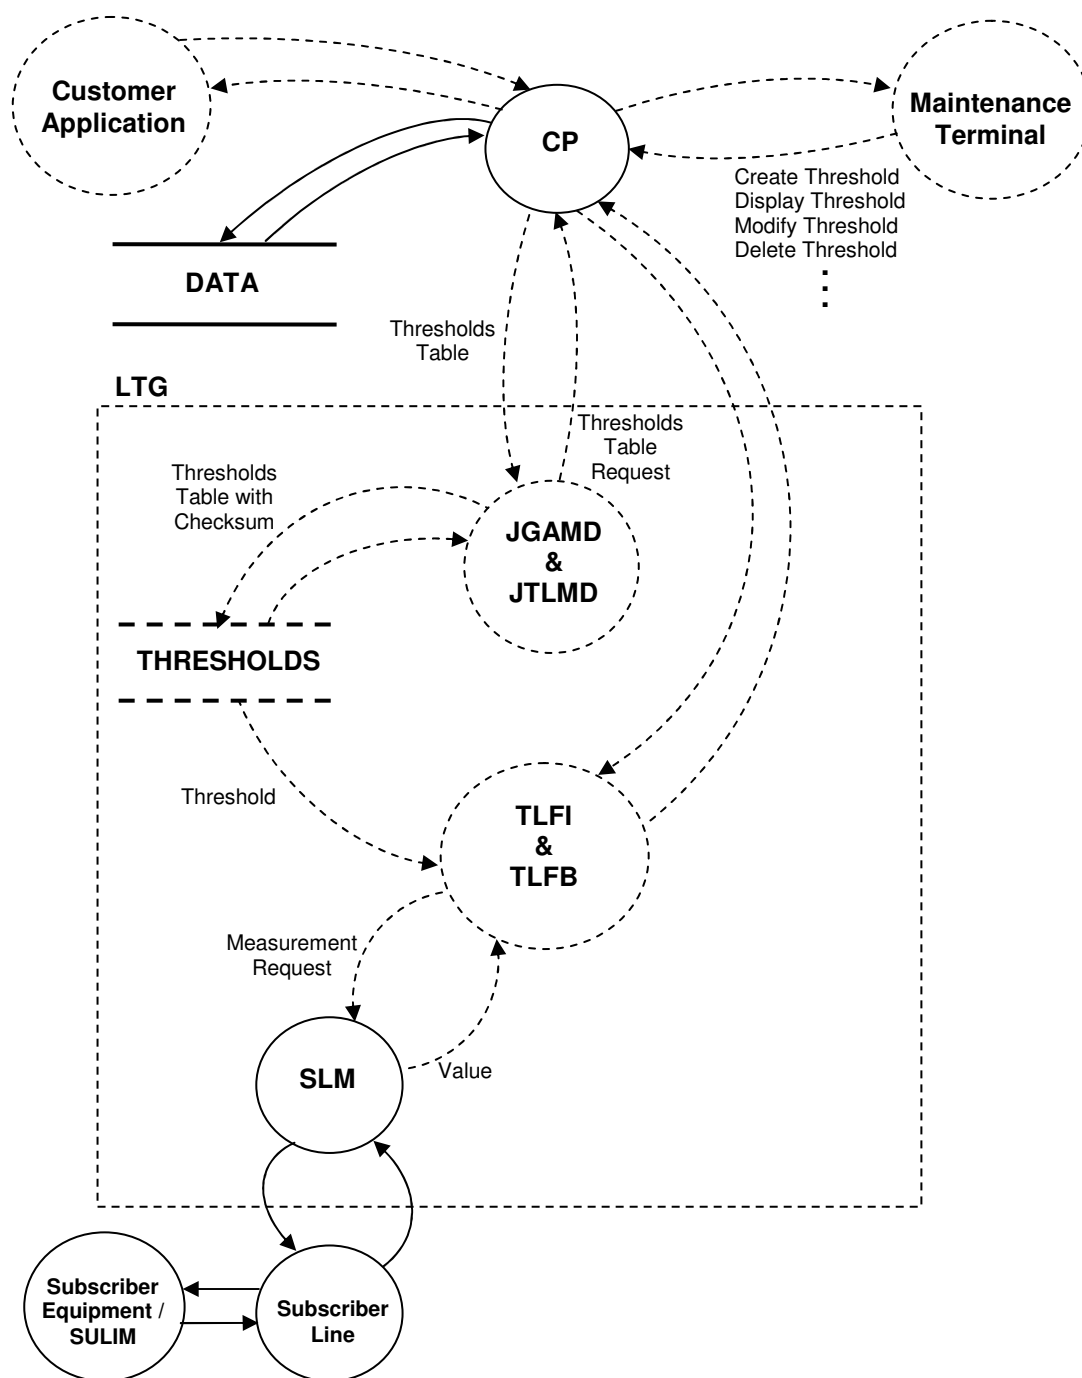 Customer
Application
CP
Maintenance
Terminal
Create Threshold
Display Threshold
Modify Threshold
Delete Threshold
DATA
Thresholds
Table
LTG
Thresholds
Table
Request
Thresholds
Table with
Checksum
JGAMD
&
JTLMD
THRESHOLDS
Threshold
TLFI
&
TLFB
Measurement
Request
SLM
Value
Subscriber
Equipment /
SULIM
Subscriber
Line